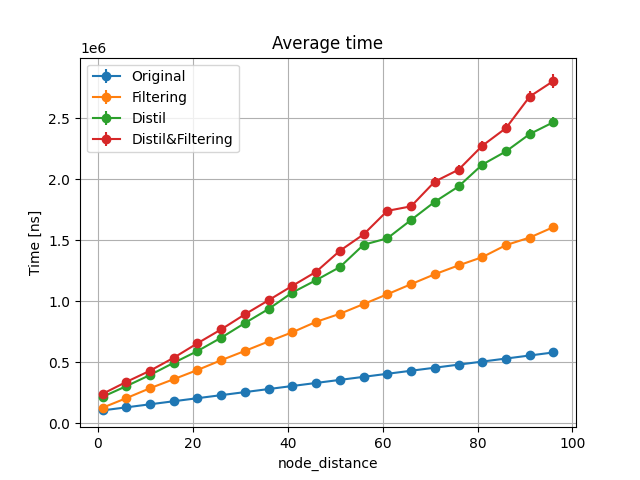 Average time
1e6
Original
Filtering
Distil
Distil&Filtering
2.5
2.0
1.5
1.0
0.5
0.0
Time [ns]
0 20 40 60 80 100
node_distance